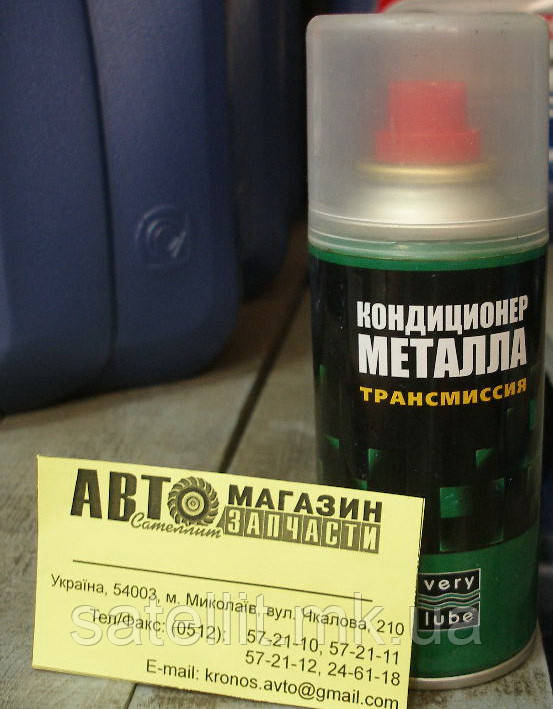 КОНДИЦИОНЕР
МЕТАЛЛА
ТРАНСМИССИЯ
very
lube
АВТО МАГАЗИН
Сателлит ЗАПЧАСТИ
Україна, 54003, м. Миколаїв, вул. Чкалова, 210
Тел/Факс: (0512): 57-21-10; 57-21-11
57-21-12, 24-61-18
E-mail: kronos.avto@gmail.com
satellit.mk.ua